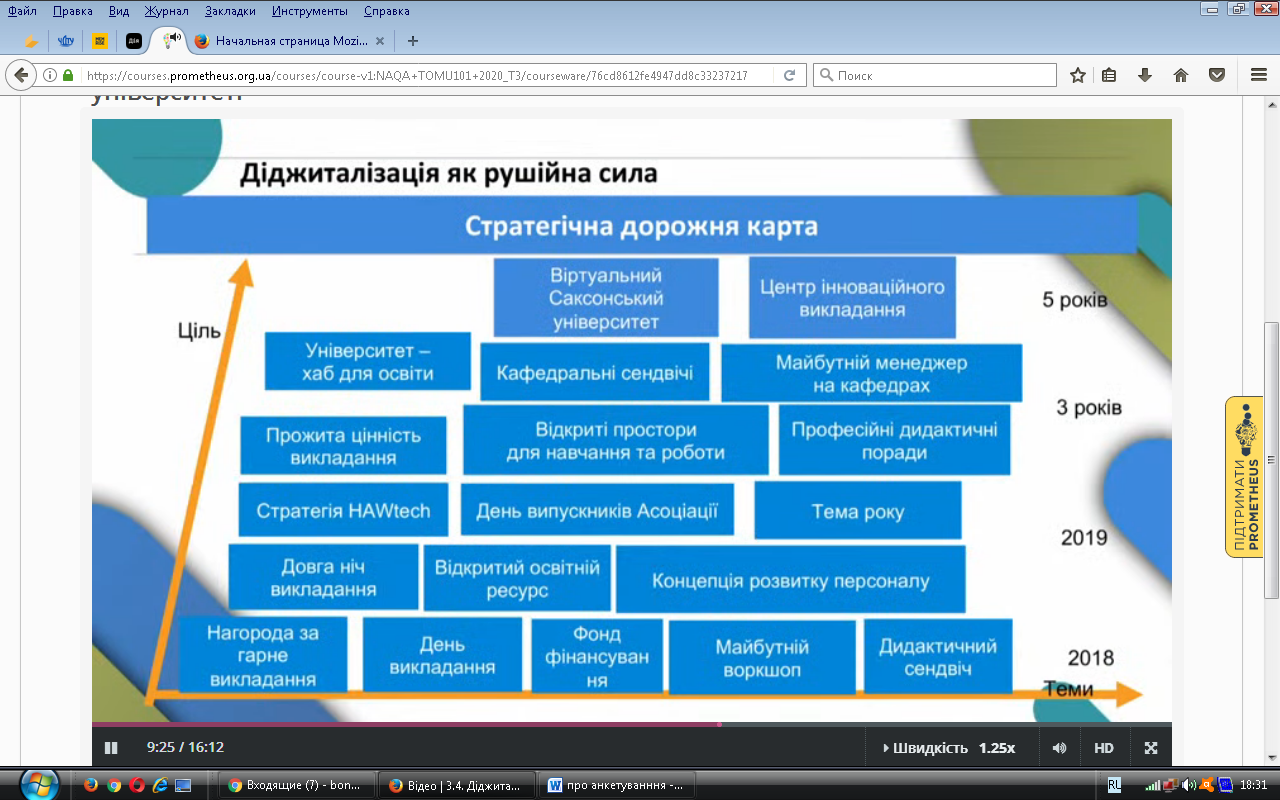 Файл Правка Вид Журнал Закладки Инструменты Справка
Начальная страница Mozi...
https://courses.prometheus.org.ua/courses/course-v1:NAQA+TOMU101+2020_T3/courseware/76cd8612fe4947dd8c33237217
Поиск
університеті
Діджиталізація як рушійна сила
Стратегічна дорожня карта
Ціль
Віртуальний
Саксонський
університет
Центр інноваційного
викладання
5 років
Університет –
хаб для освіти
Кафедральні сендвічі
Майбутній менеджер
на кафедрах
3 років
Прожита цінність
викладання
Відкриті простори
для навчання та роботи
Професійні дидактичні
поради
Стратегія HAWtech
День випускників Асоціації
Тема року
2019
Довга ніч
викладання
Відкритий освітній
ресурс
Концепція розвитку персоналу
Нагорода за
гарне
викладання
День
викладання
Фонд
фінансуван
ня
Майбутній
воркшоп
Дидактичний
сендвіч
2018
Теми
ПІДТРИМАТИ
PROMETHEUS
9:25 / 16:12
Швидкість 1.25x
HD
Входящие (7) - bon...
Відео | 3.4. Діджита...
про анкетуванння -...
RL
18:31